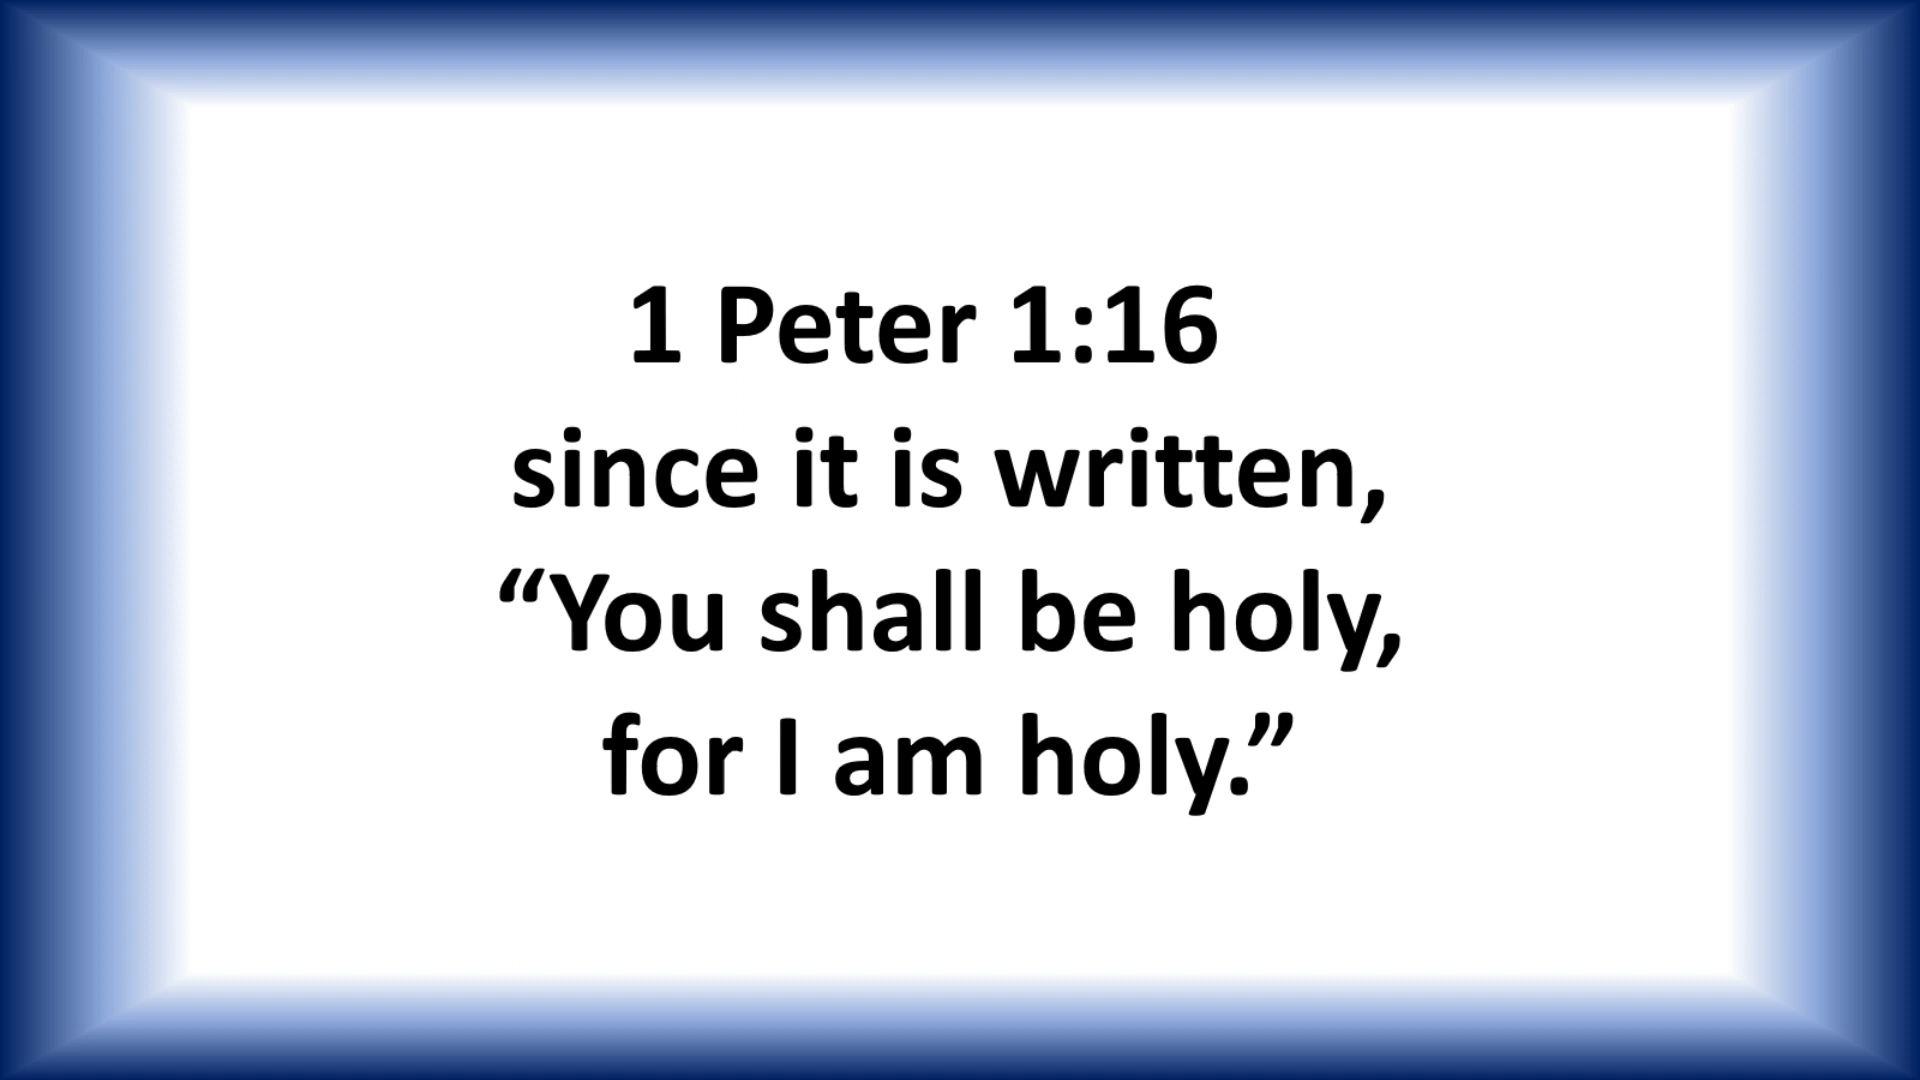 1 Peter 1:16
since it is written,
“You shall be holy,
for I am holy.”